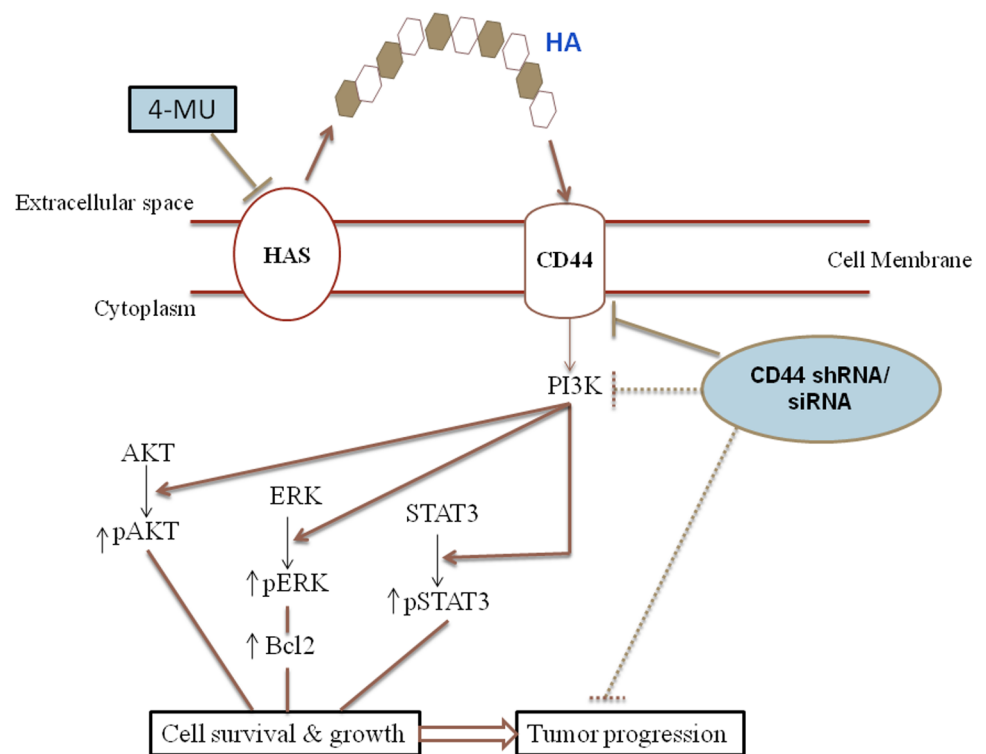 HA
4-MU
Extracellular space
HAS
CD44
Cell Membrane
Cytoplasm
PI3K
CD44 shRNA/
siRNA
AKT
ERK
STAT3
↑ pAKT
↑ pERK
↑ pSTAT3
↑ Bcl2
Cell survival & growth
Tumor progression